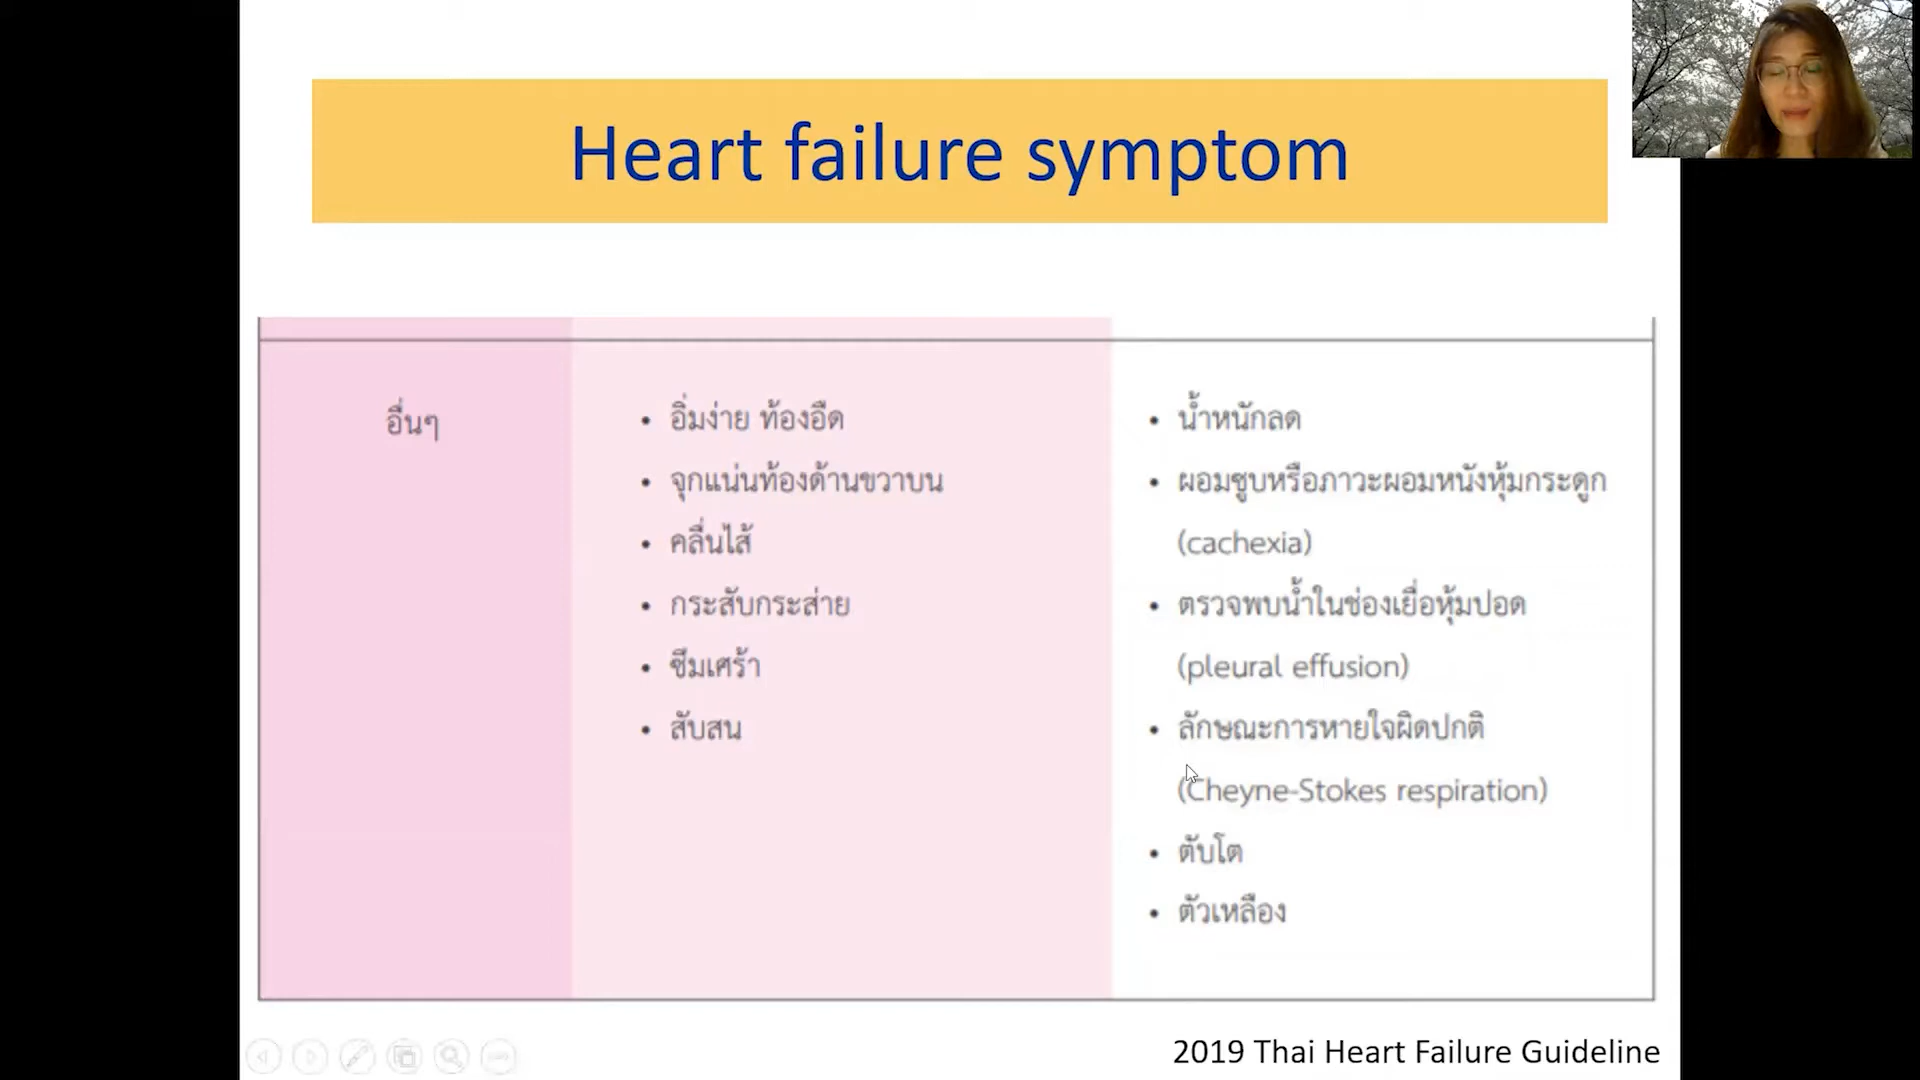 Heart failure symptom
อื่นๆ
• อิ่มง่าย ท้องอืด
• จุกแน่นท้องด้านขวาบน
• คลื่นไส้
• กระสับกระส่าย
• ซึมเศร้า
• สับสน
• น้ำหนักลด
• ผอมซูบหรือภาวะผอมหนังหุ้มกระดูก
(cachexia)
• ตรวจพบน้ำในช่องเยื่อหุ้มปอด
(pleural effusion)
• ลักษณะการหายใจผิดปกติ
(Cheyne-Stokes respiration)
• ตับโต
• ตัวเหลือง
2019 Thai Heart Failure Guideline